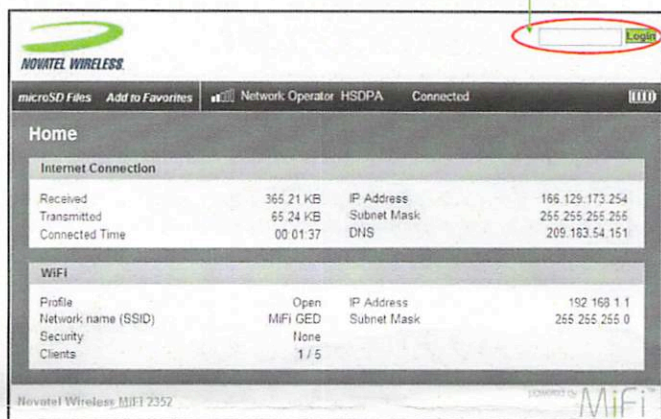 Login
NOVATEL WIRELESS.
microSD Files Add to Favorites Network Operator HSDPA Connected
Home
Internet Connection
Received 365.21 KB IP Address 166.129.173.254
Transmitted 65.24 KB Subnet Mask 255.255.255.255
Connected Time 00:01:37 DNS 209.183.54.151
WiFi
Profile Open IP Address 192.168.1.1
Network name (SSID) MiFi GED Subnet Mask 255.255.255.0
Security None
Clients 1 / 5
Novatel Wireless MiFi 2352 powered by MiFi™